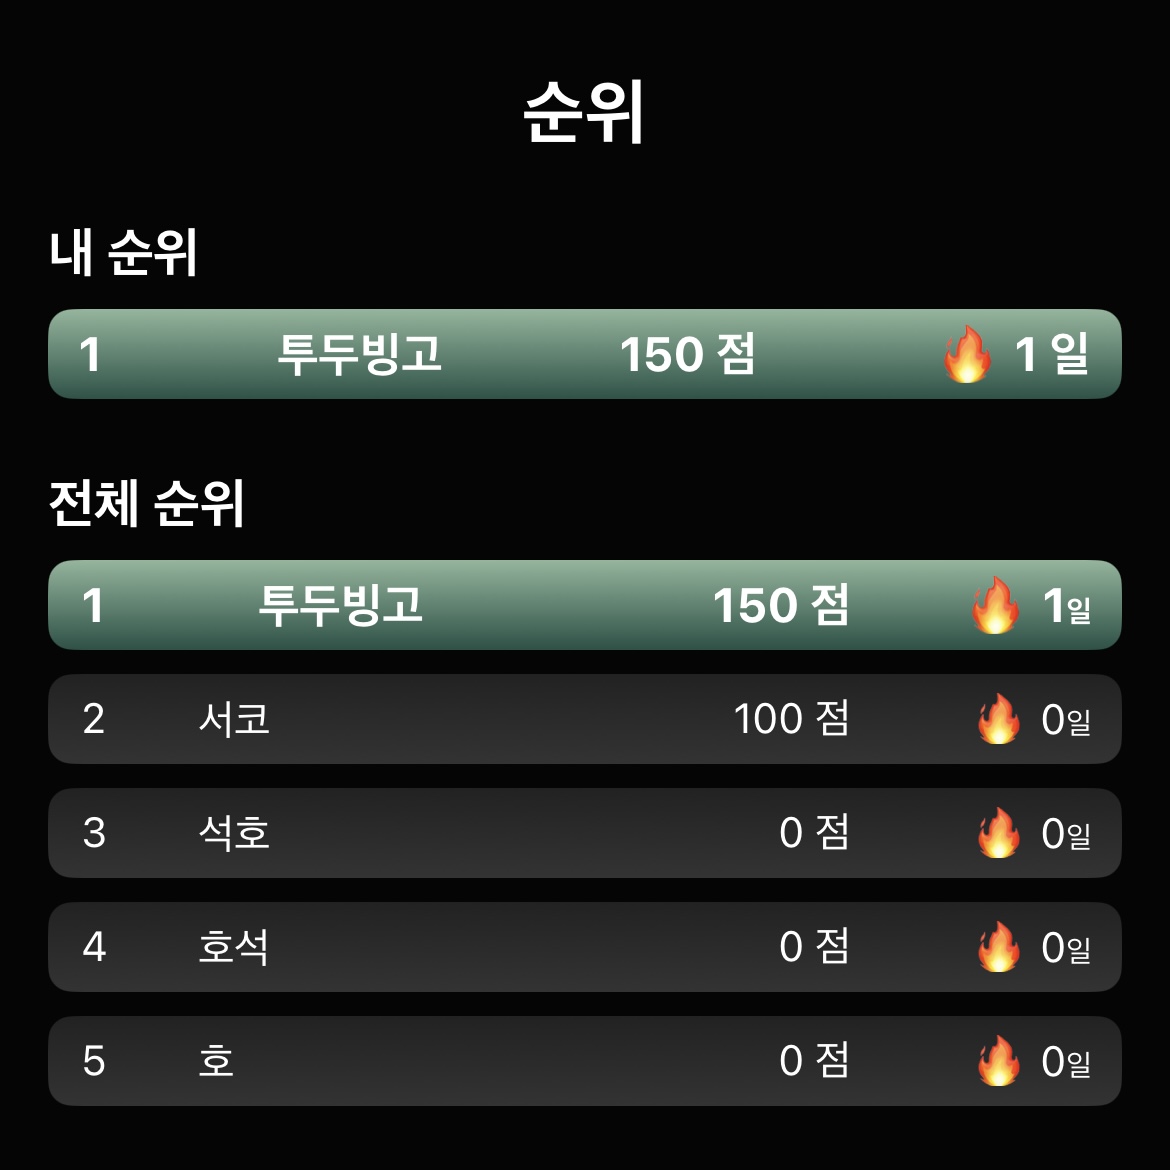 순위
내 순위
1 투두빙고 150 점 🔥 1 일
전체 순위
1 투두빙고 150 점 🔥 1일
2 서코 100 점 🔥 0일
3 석호 0 점 🔥 0일
4 호석 0 점 🔥 0일
5 호 0 점 🔥 0일